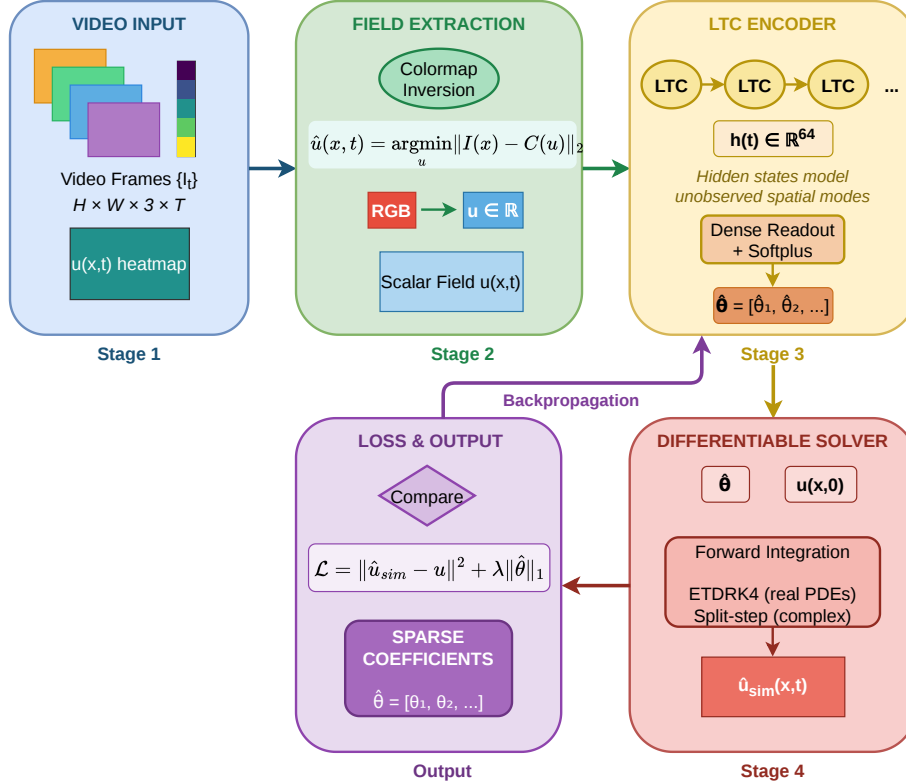 VIDEO INPUT
Video Frames {Iₜ}
H × W × 3 × T
u(x,t) heatmap
Stage 1
FIELD EXTRACTION
Colormap
Inversion
û(x, t) = argmin‖I(x) − C(u)‖₂
u
RGB
u ∈ ℝ
Scalar Field u(x,t)
Stage 2
LTC ENCODER
LTC
LTC
LTC
...
h(t) ∈ ℝ⁶⁴
Hidden states model
unobserved spatial modes
Dense Readout
+ Softplus
θ̂ = [θ̂₁, θ̂₂, ...]
Stage 3
Backpropagation
LOSS & OUTPUT
Compare
ℒ = ‖û_sim − u‖² + λ‖θ̂‖₁
SPARSE
COEFFICIENTS
θ̂ = [θ₁, θ₂, ...]
Output
DIFFERENTIABLE SOLVER
θ̂
u(x,0)
Forward Integration
ETDRK4 (real PDEs)
Split-step (complex)
û_sim(x,t)
Stage 4